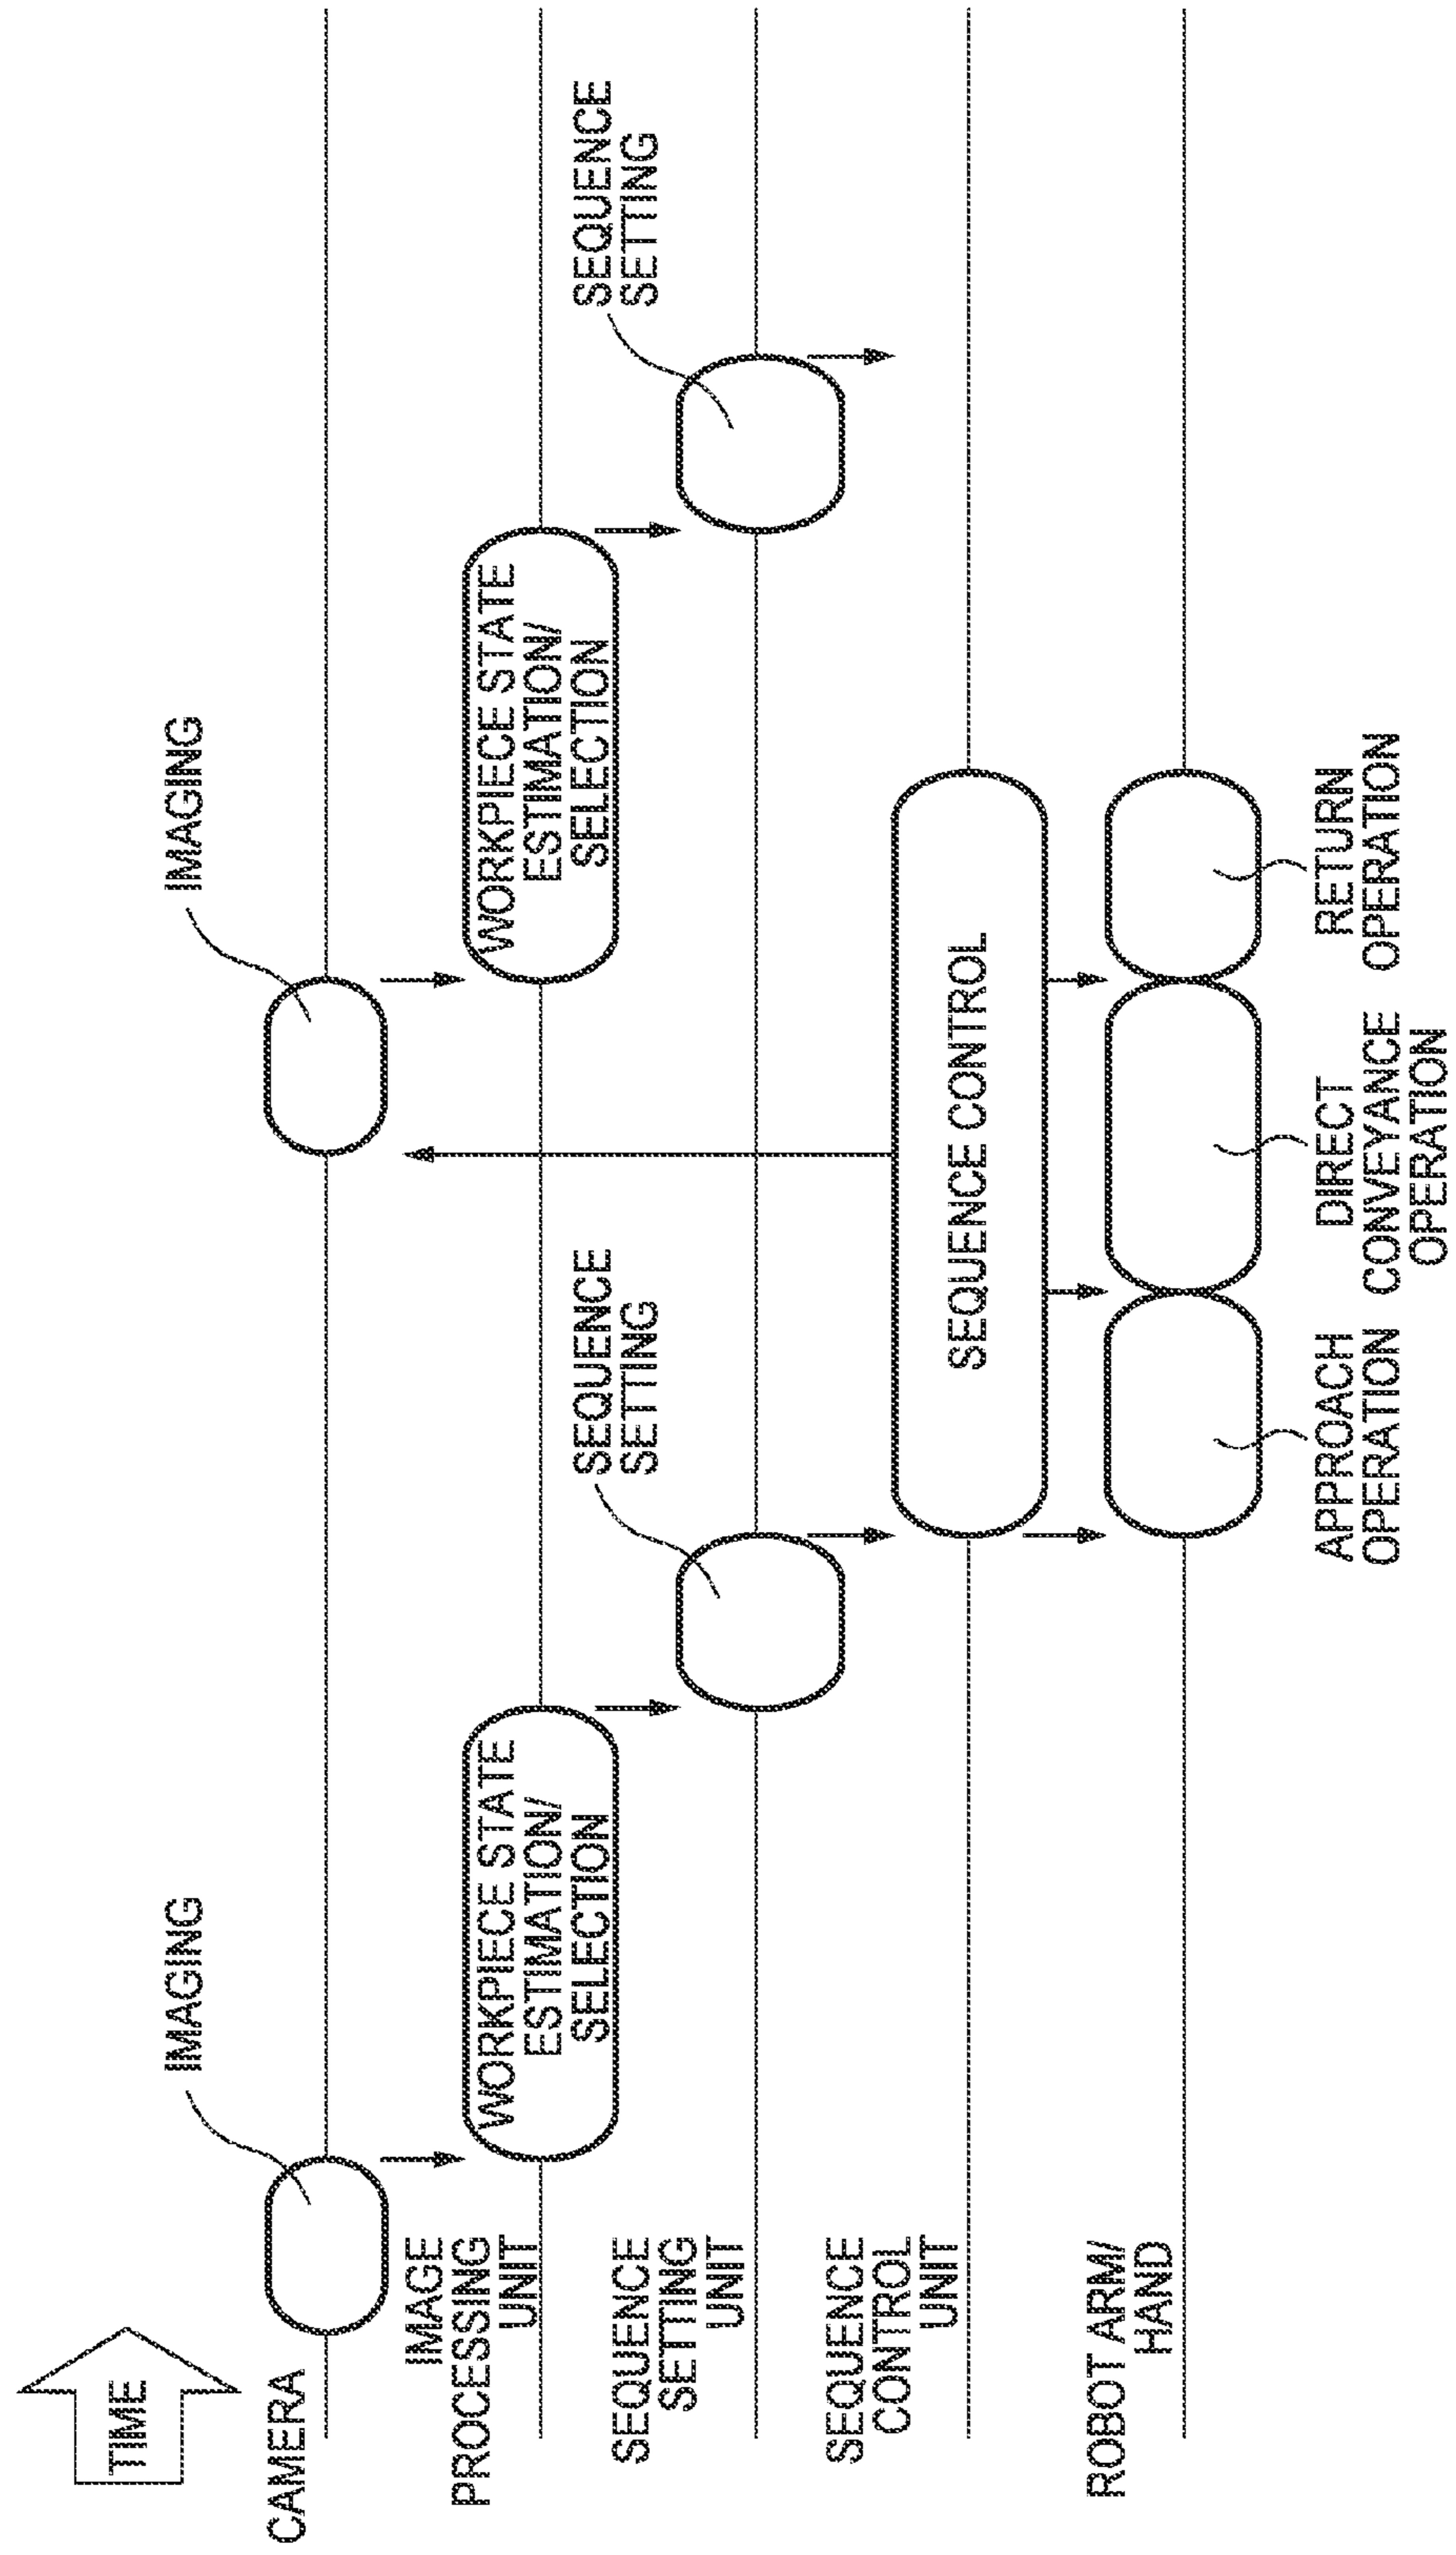 TIME
CAMERA
IMAGING
IMAGING
IMAGE
PROCESSING
UNIT
WORKPIECE STATE
ESTIMATION/
SELECTION
WORKPIECE STATE
ESTIMATION/
SELECTION
SEQUENCE
SETTING
UNIT
SEQUENCE
SETTING
SEQUENCE
SETTING
SEQUENCE
CONTROL
UNIT
SEQUENCE CONTROL
ROBOT ARM/
HAND
APPROACH
OPERATION
DIRECT
CONVEYANCE
OPERATION
RETURN
OPERATION